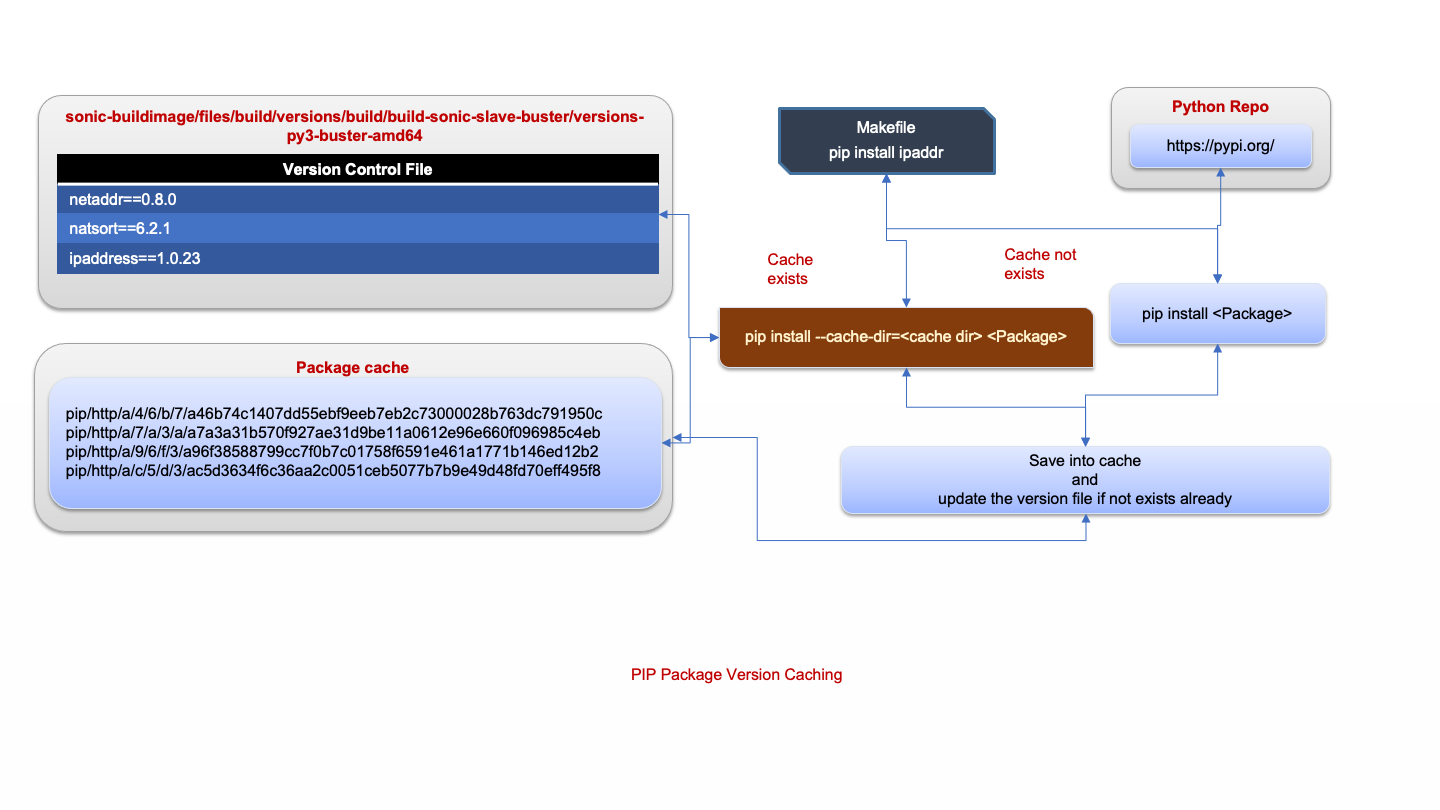 sonic-buildimage/files/build/versions/build/build-sonic-slave-buster/versions-
py3-buster-amd64
Version Control File
netaddr==0.8.0
natsort==6.2.1
ipaddress==1.0.23
Package cache
pip/http/a/4/6/b/7/a46b74c1407dd55ebf9eeb7eb2c73000028b763dc791950c
pip/http/a/7/a/3/a/a7a3a31b570f927ae31d9be11a0612e96e660f096985c4eb
pip/http/a/9/6/f/3/a96f38588799cc7f0b7c01758f6591e461a1771b146ed12b2
pip/http/a/c/5/d/3/ac5d3634f6c36aa2c0051ceb5077b7b9e49d48fd70eff495f8
Makefile
pip install ipaddr
Python Repo
https://pypi.org/
Cache
exists
Cache not
exists
pip install --cache-dir=<cache dir> <Package>
pip install <Package>
Save into cache
and
update the version file if not exists already
PIP Package Version Caching